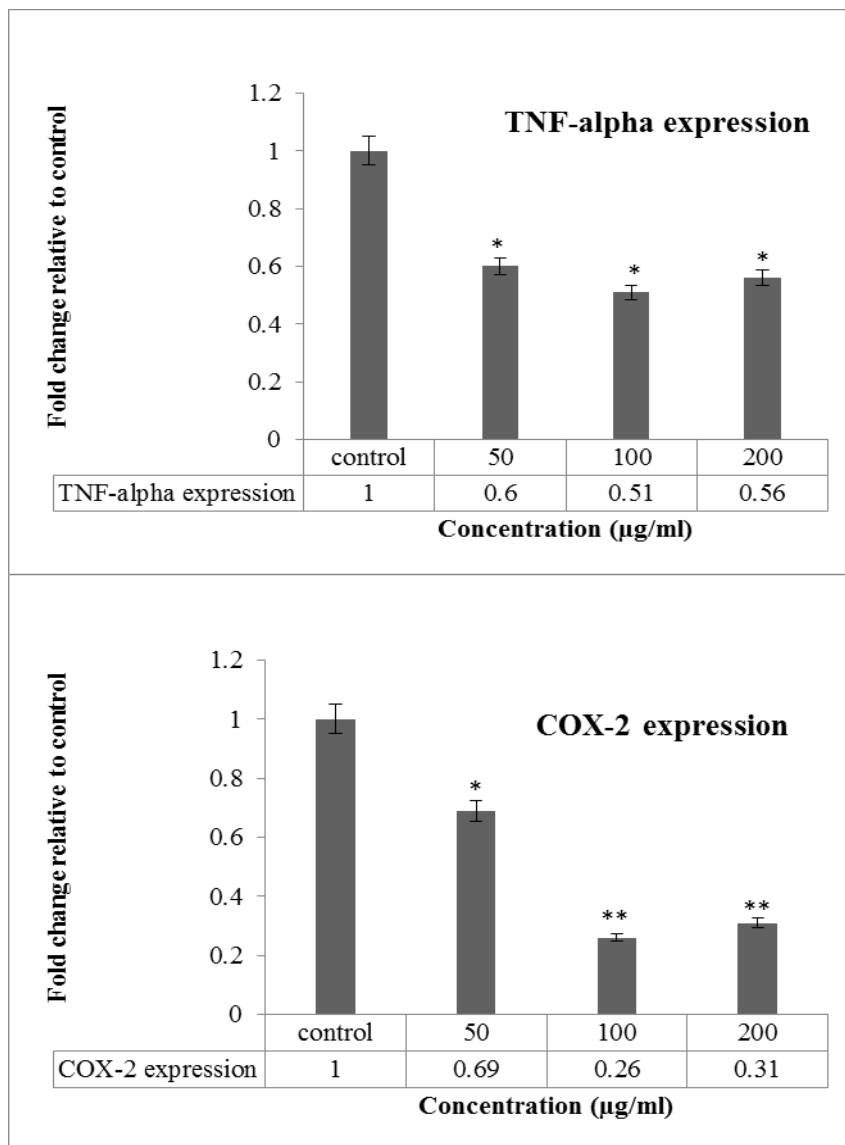 TNF-alpha expression
Fold change relative to control
1.2
1
0.8
0.6
0.4
0.2
0
* * *
control 50 100 200
TNF-alpha expression 1 0.6 0.51 0.56
Concentration (µg/ml)
COX-2 expression
Fold change relative to control
1.2
1
0.8
0.6
0.4
0.2
0
* ** **
control 50 100 200
COX-2 expression 1 0.69 0.26 0.31
Concentration (µg/ml)